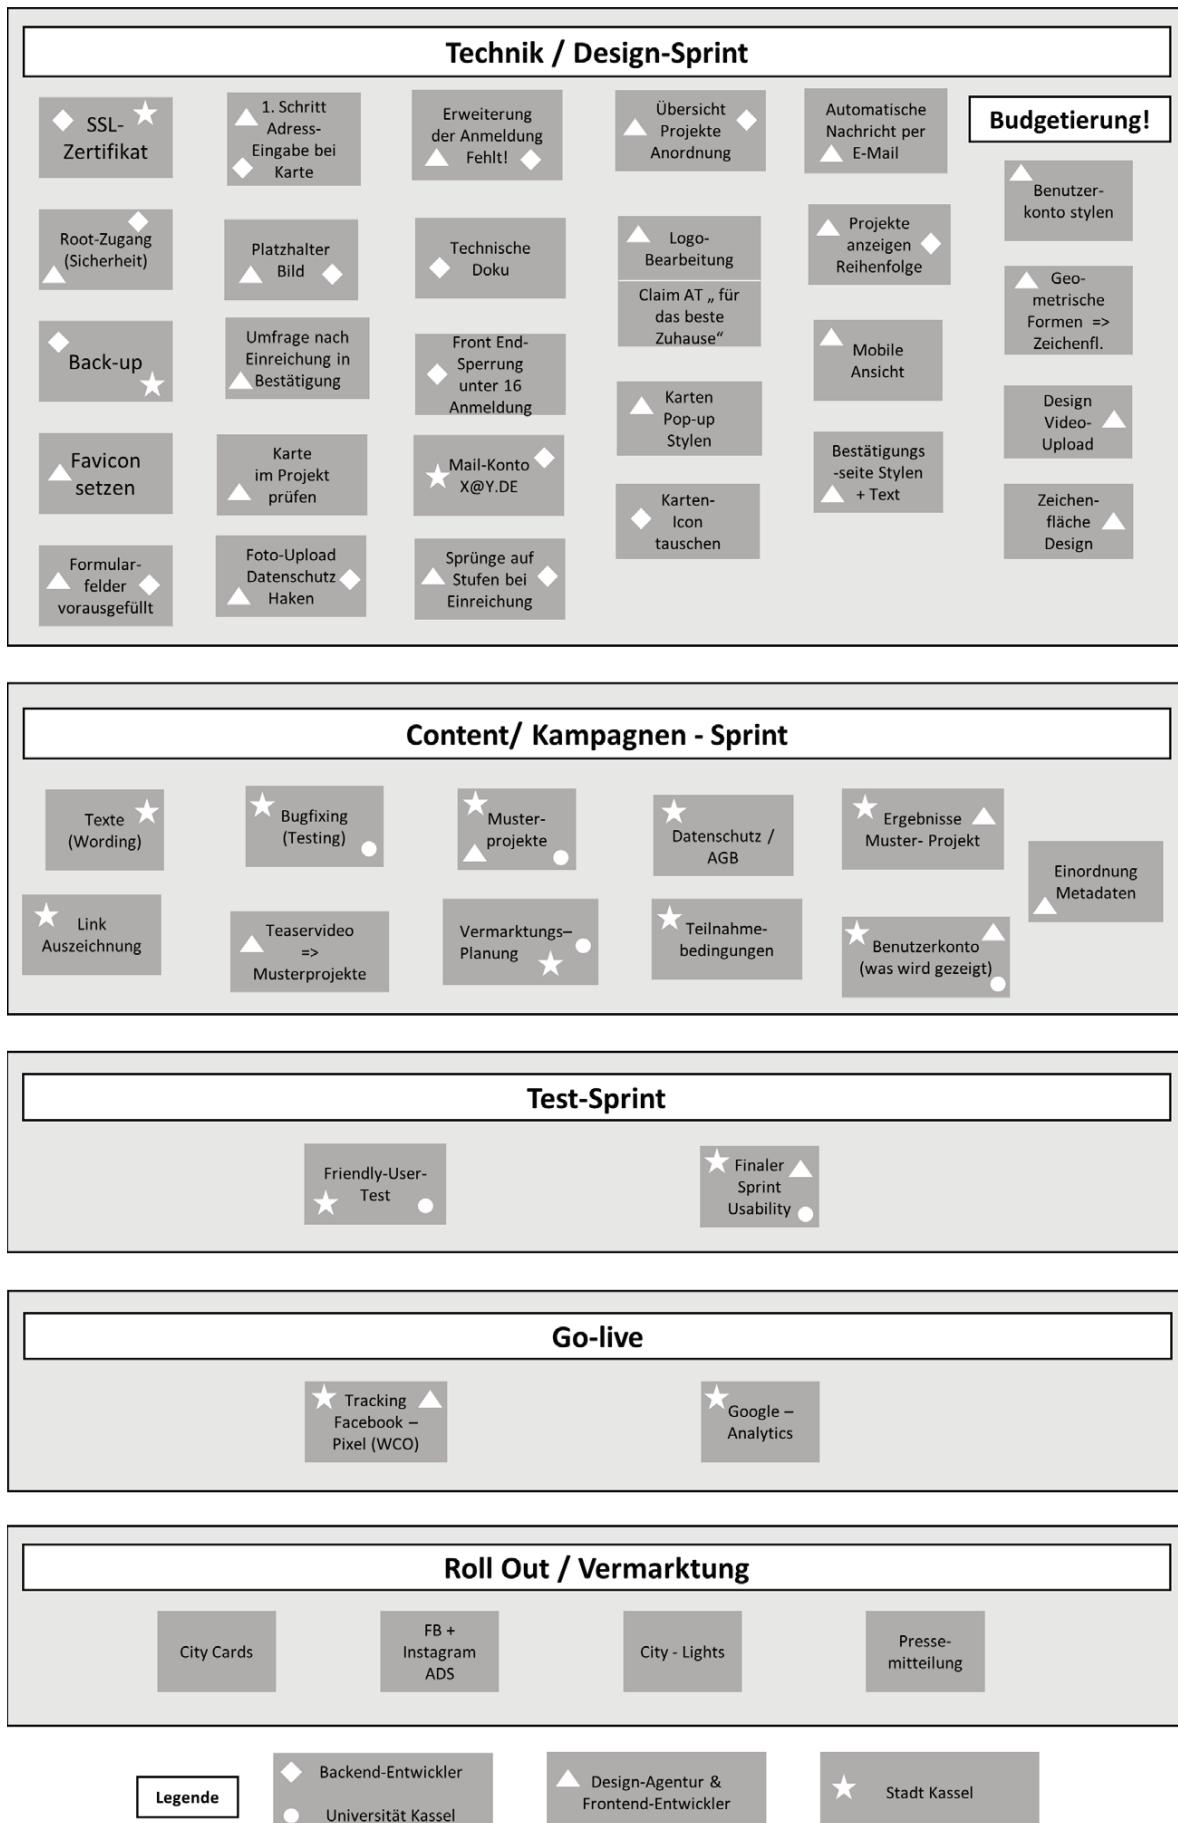 Technik / Design-Sprint
SSL-
Zertifikat
1. Schritt
Adress-
Eingabe bei
Karte
Erweiterung
der Anmeldung
Fehlt!
Übersicht
Projekte
Anordnung
Automatische
Nachricht per
E-Mail
Budgetierung!
Benutzer-
konto stylen
Root-Zugang
(Sicherheit)
Platzhalter
Bild
Technische
Doku
Logo-
Bearbeitung
Claim AT „ für
das beste
Zuhause“
Projekte
anzeigen
Reihenfolge
Geo-
metrische
Formen =>
Zeichenfl.
Back-up
Umfrage nach
Einreichung in
Bestätigung
Front End-
Sperrung
unter 16
Anmeldung
Karten
Pop-up
Stylen
Mobile
Ansicht
Design
Video-
Upload
Favicon
setzen
Karte
im Projekt
prüfen
Mail-Konto
X@Y.DE
Karten-
Icon
tauschen
Bestätigungs
-seite Stylen
+ Text
Zeichen-
fläche
Design
Formular-
felder
vorausgefüllt
Foto-Upload
Datenschutz
Haken
Sprünge auf
Stufen bei
Einreichung
Content/ Kampagnen - Sprint
Texte
(Wording)
Bugfixing
(Testing)
Muster-
projekte
Datenschutz /
AGB
Ergebnisse
Muster- Projekt
Einordnung
Metadaten
Link
Auszeichnung
Teaservideo
=>
Musterprojekte
Vermarktungs–
Planung
Teilnahme-
bedingungen
Benutzerkonto
(was wird gezeigt)
Test-Sprint
Friendly-User-
Test
Finaler
Sprint
Usability
Go-live
Tracking
Facebook –
Pixel (WCO)
Google –
Analytics
Roll Out / Vermarktung
City Cards
FB +
Instagram
ADS
City - Lights
Presse-
mitteilung
Legende
Backend-Entwickler
Universität Kassel
Design-Agentur &
Frontend-Entwickler
Stadt Kassel